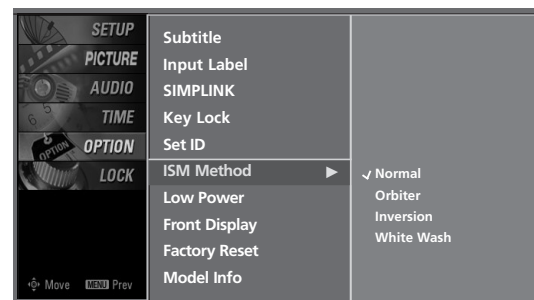 SETUP
PICTURE
AUDIO
TIME
OPTION
LOCK
Move MENU Prev
Subtitle
Input Label
SIMPLINK
Key Lock
Set ID
ISM Method ▶
Low Power
Front Display
Factory Reset
Model Info
✓ Normal
Orbiter
Inversion
White Wash